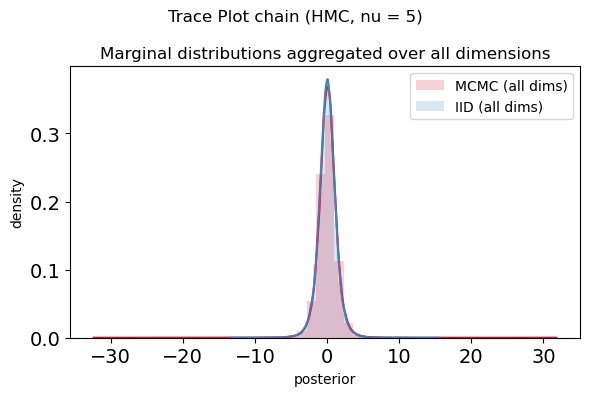 Trace Plot chain (HMC, nu = 5)
Marginal distributions aggregated over all dimensions
MCMC (all dims)
IID (all dims)
density
0.3
0.2
0.1
0.0
−30
−20
−10
0
10
20
30
posterior